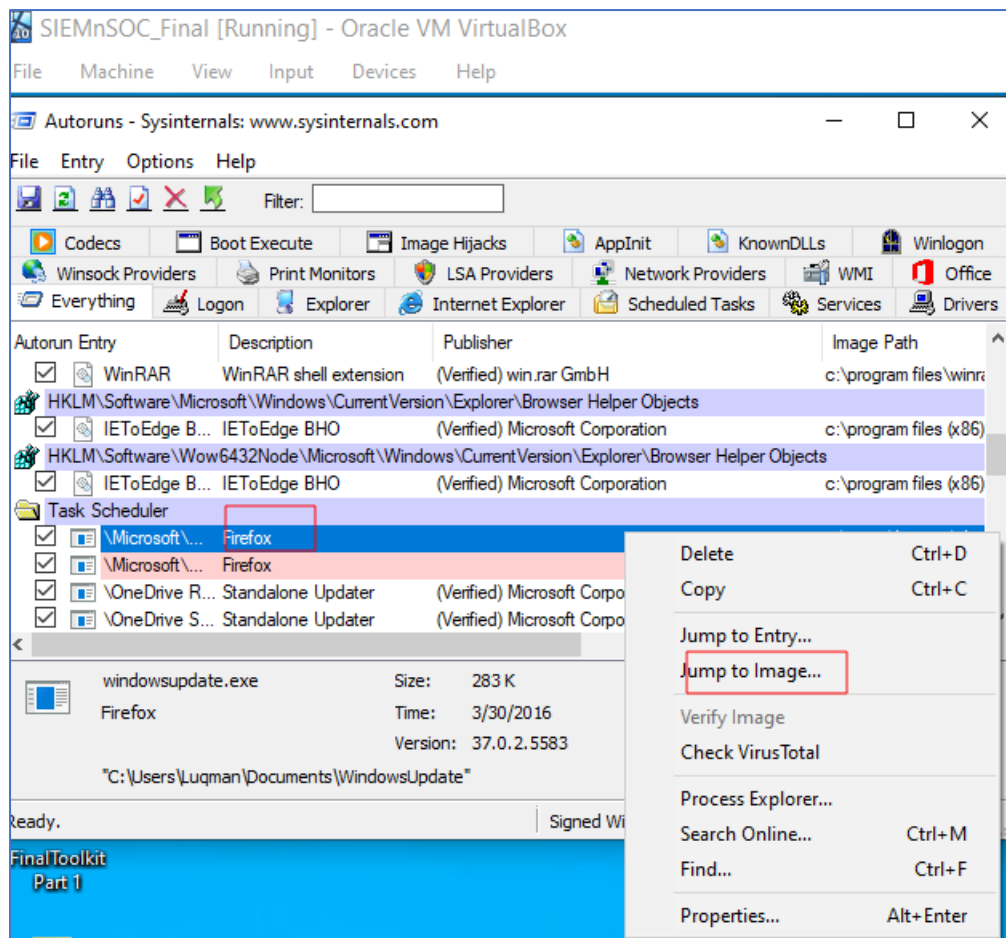 SIEMnSOC_Final [Running] - Oracle VM VirtualBox
File Machine View Input Devices Help
Autoruns - Sysinternals: www.sysinternals.com
File Entry Options Help
Filter:
Codecs Boot Execute Image Hijacks AppInit KnownDLLs Winlogon
Winsock Providers Print Monitors LSA Providers Network Providers WMI Office
Everything Logon Explorer Internet Explorer Scheduled Tasks Services Drivers
Autorun Entry Description Publisher Image Path
WinRAR WinRAR shell extension (Verified) win.rar GmbH c:\program files\winra
HKLM\Software\Microsoft\Windows\CurrentVersion\Explorer\Browser Helper Objects
IEToEdge B... IEToEdge BHO (Verified) Microsoft Corporation c:\program files (x86)
HKLM\Software\Wow6432Node\Microsoft\Windows\CurrentVersion\Explorer\Browser Helper Objects
IEToEdge B... IEToEdge BHO (Verified) Microsoft Corporation c:\program files (x86)
Task Scheduler
\Microsoft\... Firefox
\Microsoft\... Firefox
\OneDrive R... Standalone Updater (Verified) Microsoft Corpo
\OneDrive S... Standalone Updater (Verified) Microsoft Corpo
Delete Ctrl+D
Copy Ctrl+C
Jump to Entry...
Jump to Image...
Verify Image
Check VirusTotal
Process Explorer...
Search Online... Ctrl+M
Find... Ctrl+F
Properties... Alt+Enter
windowsupdate.exe Size: 283 K
Firefox Time: 3/30/2016
Version: 37.0.2.5583
"C:\Users\Luqman\Documents\WindowsUpdate"
Ready. Signed Wi
FinalToolkit
Part 1